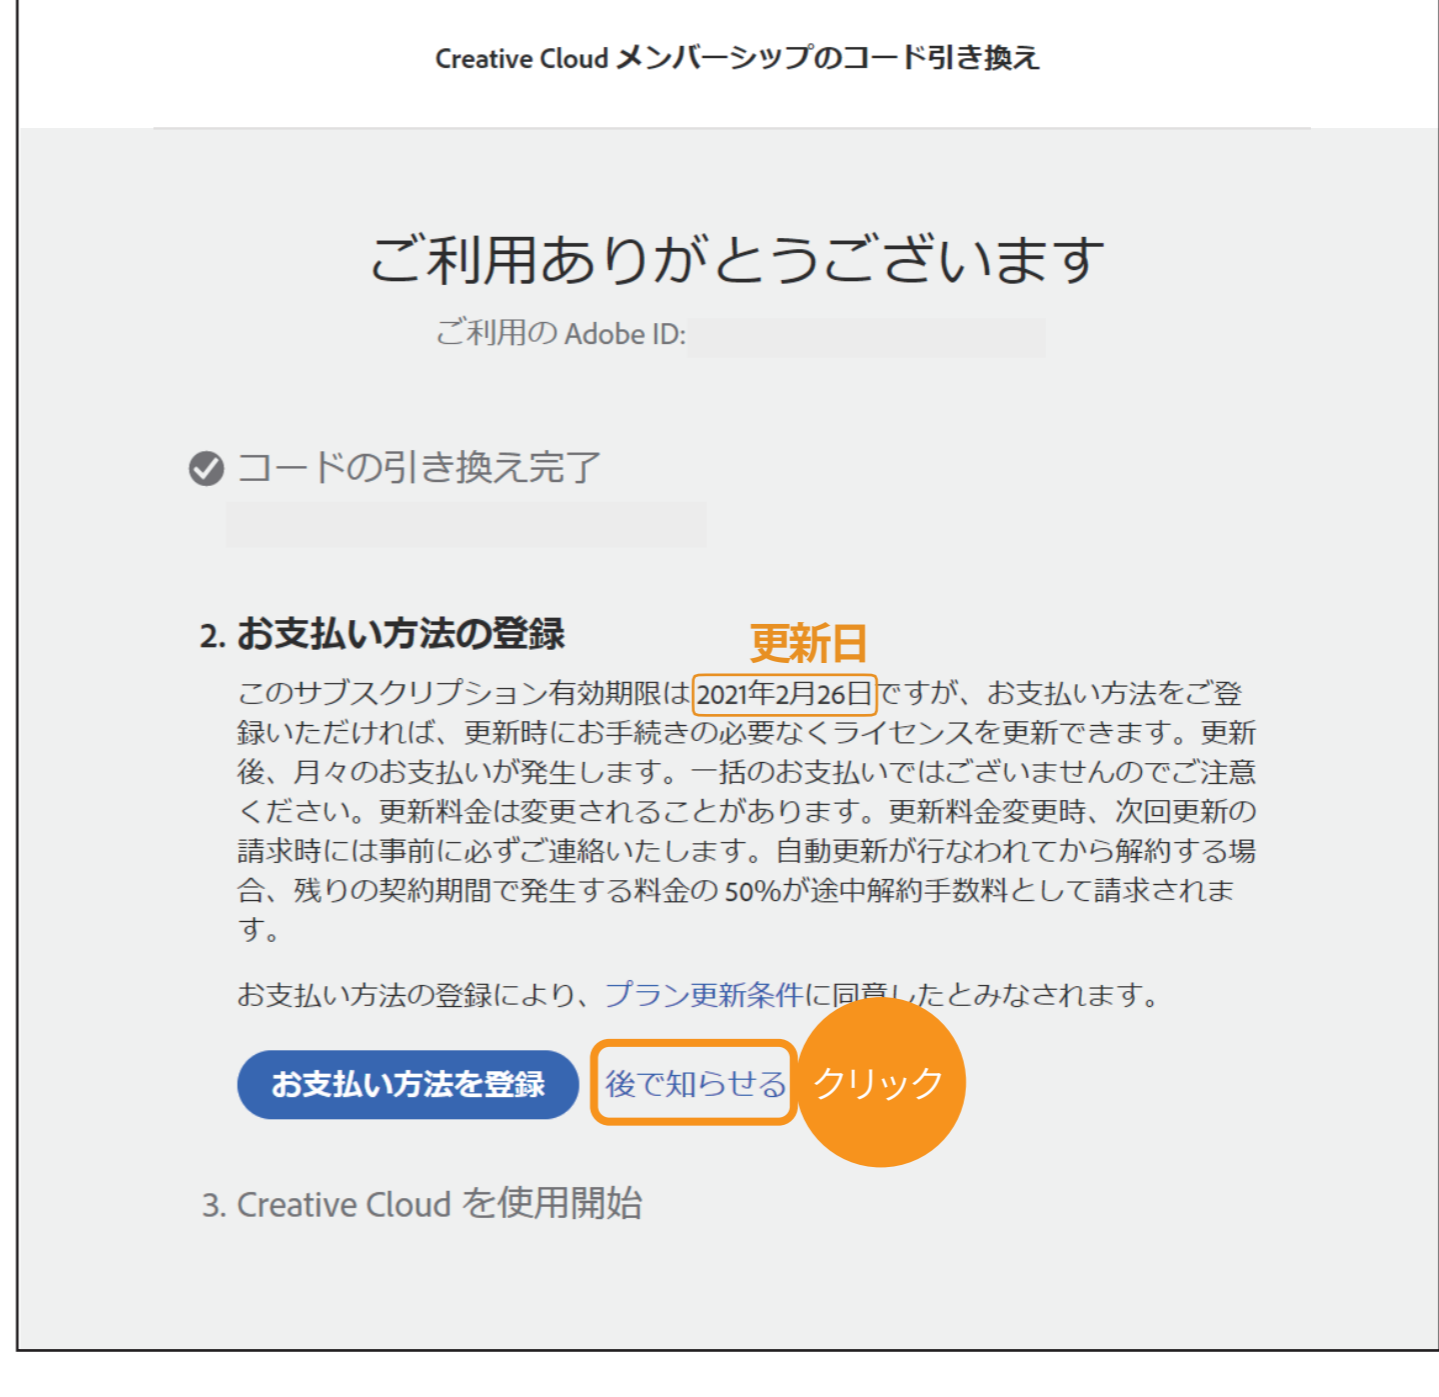 Creative Cloud メンバーシップのコード引き換え
ご利用ありがとうございます
ご利用の Adobe ID:
コードの引き換え完了
2. お支払い方法の登録
更新日
このサブスクリプション有効期限は2021年2月26日ですが、お支払い方法をご登
録いただければ、更新時にお手続きの必要なくライセンスを更新できます。更新
後、月々のお支払いが発生します。一括のお支払いではございませんのでご注意
ください。更新料金は変更されることがあります。更新料金変更時、次回更新の
請求時には事前に必ずご連絡いたします。自動更新が行なわれてから解約する場
合、残りの契約期間で発生する料金の 50%が途中解約手数料として請求されま
す。
お支払い方法の登録により、プラン更新条件に同意したとみなされます。
お支払い方法を登録
後で知らせる
クリック
3. Creative Cloud を使用開始